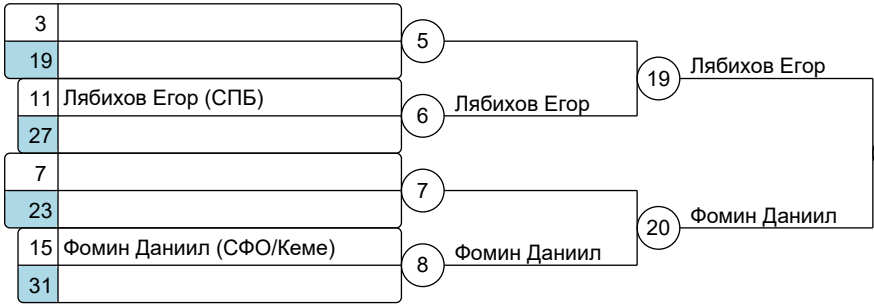 3
5
19
19 Лябихов Егор
11 Лябихов Егор (СПБ)
6 Лябихов Егор
27
7
7
23
20 Фомин Даниил
15 Фомин Даниил (СФО/Кеме)
8 Фомин Даниил
31